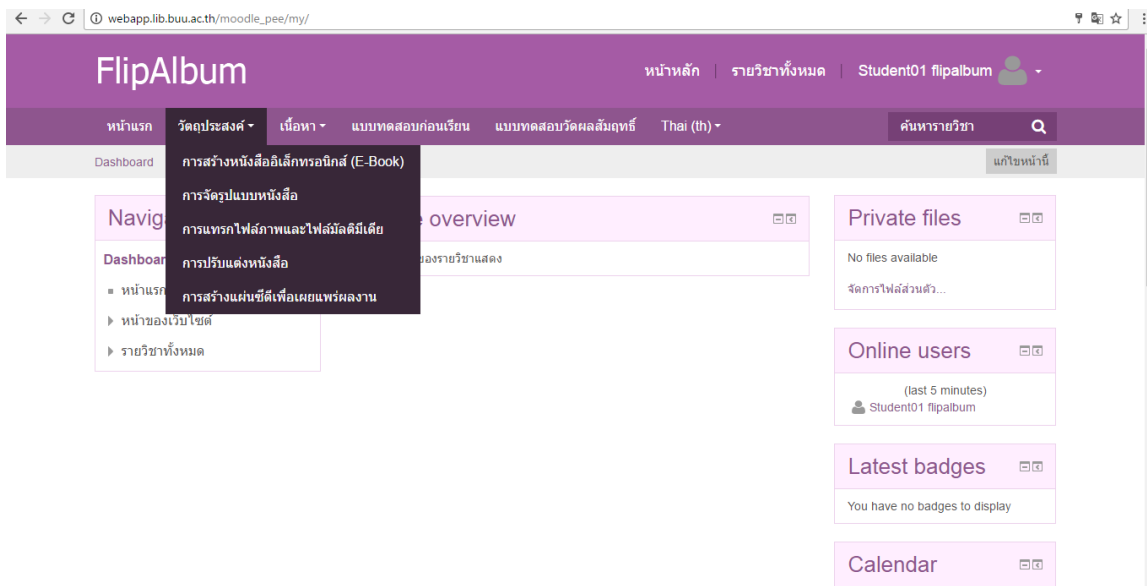 webapp.lib.buu.ac.th/moodle_pee/my/
FlipAlbum
หน้าหลัก | รายวิชาทั้งหมด | Student01 flipalbum
หน้าแรก วัตถุประสงค์ เนื้อหา แบบทดสอบก่อนเรียน แบบทดสอบวัดผลสัมฤทธิ์ Thai (th) ค้นหารายวิชา
Dashboard แก้ไขหน้านี้
การสร้างหนังสืออิเล็กทรอนิกส์ (E-Book)
การจัดรูปแบบหนังสือ
การแทรกไฟล์ภาพและไฟล์มัลติมีเดีย
การปรับแต่งหนังสือ
การสร้างแผ่นซีดีเพื่อเผยแพร่ผลงาน
Navig
Dashboar
หน้าแรก
หน้าของเว็บไซต์
รายวิชาทั้งหมด
overview
ของรายวิชาแสดง
Private files
No files available
จัดการไฟล์ส่วนตัว...
Online users
(last 5 minutes)
Student01 flipalbum
Latest badges
You have no badges to display
Calendar